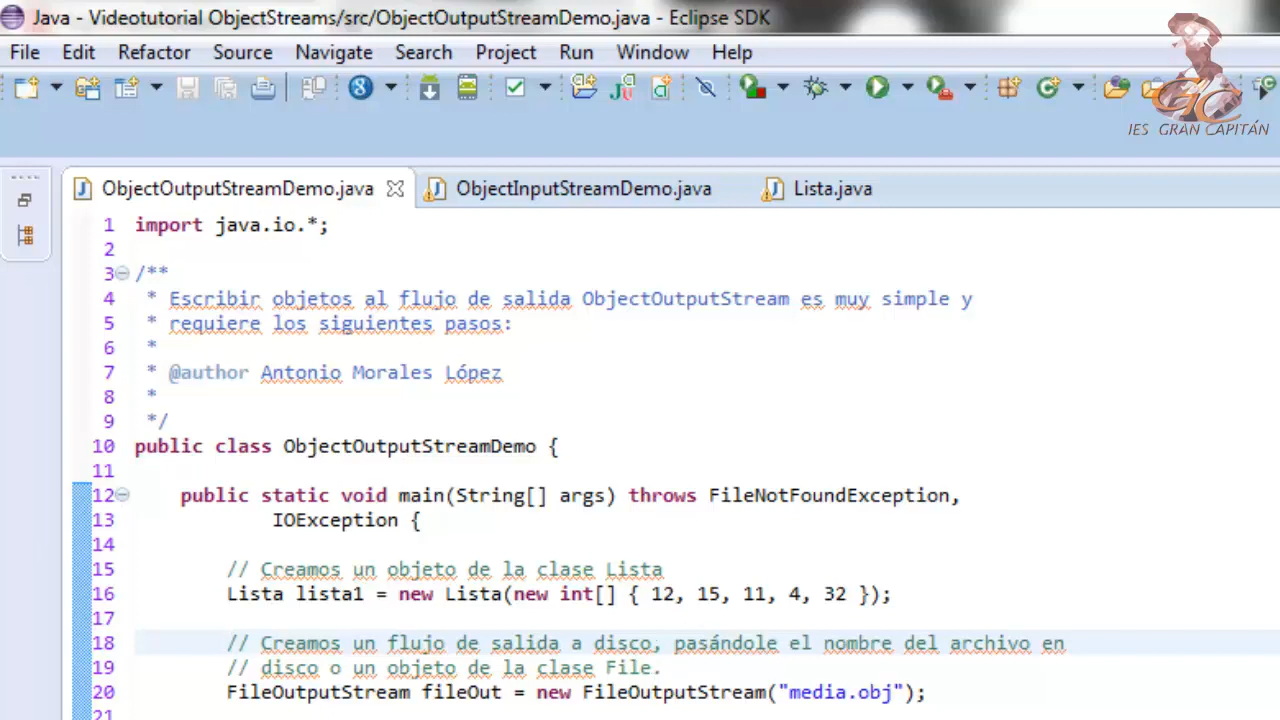 Java - Videotutorial ObjectStreams/src/ObjectOutputStreamDemo.java - Eclipse SDK
File Edit Refactor Source Navigate Search Project Run Window Help
IES GRAN CAPITÁN
ObjectOutputStreamDemo.java ObjectInputStreamDemo.java Lista.java
1 import java.io.*;
2
3 /**
4 * Escribir objetos al flujo de salida ObjectOutputStream es muy simple y
5 * requiere los siguientes pasos:
6 *
7 * @author Antonio Morales López
8 *
9 */
10 public class ObjectOutputStreamDemo {
11
12 public static void main(String[] args) throws FileNotFoundException,
13 IOException {
14
15 // Creamos un objeto de la clase Lista
16 Lista lista1 = new Lista(new int[] { 12, 15, 11, 4, 32 });
17
18 // Creamos un flujo de salida a disco, pasándole el nombre del archivo en
19 // disco o un objeto de la clase File.
20 FileOutputStream fileOut = new FileOutputStream("media.obj");
21